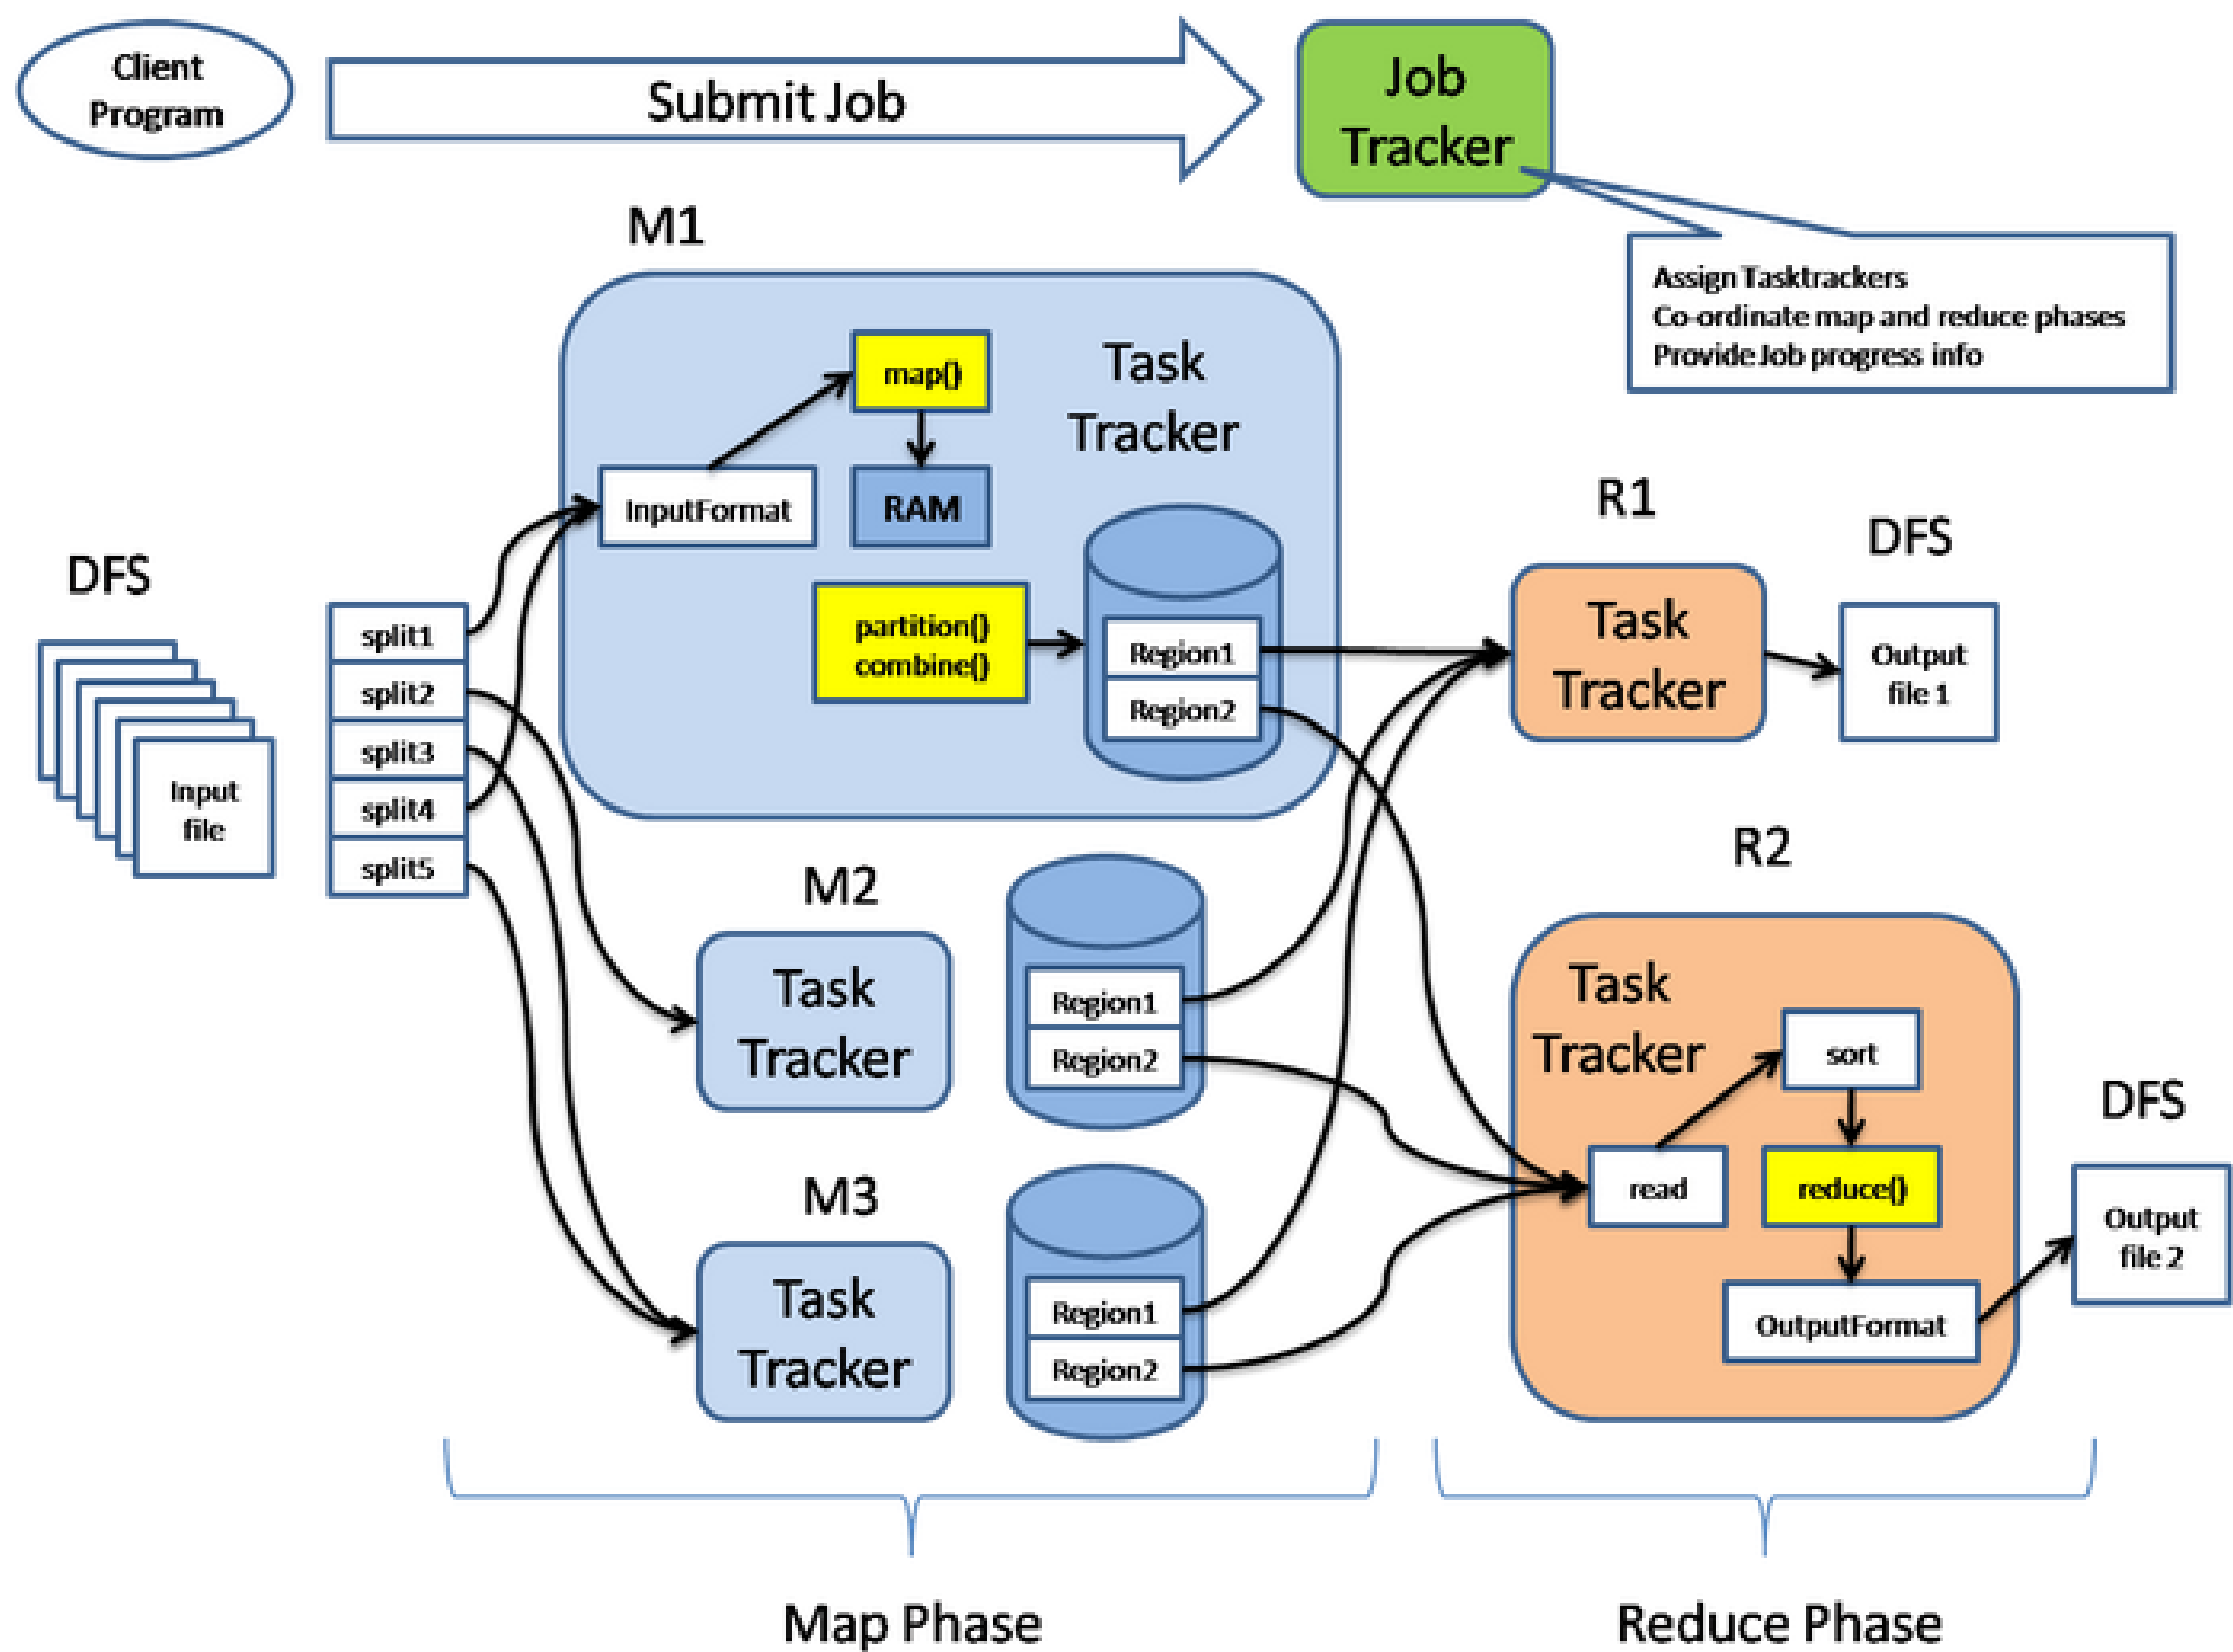 Client
Program
Submit Job
Job
Tracker
Assign Tasktrackers
Co-ordinate map and reduce phases
Provide Job progress info
M1
Task
Tracker
map()
InputFormat
RAM
partition()
combine()
Region1
Region2
DFS
Input
file
split1
split2
split3
split4
split5
M2
Task
Tracker
Region1
Region2
M3
Task
Tracker
Region1
Region2
R1
Task
Tracker
DFS
Output
file 1
R2
Task
Tracker
sort
read
reduce()
OutputFormat
DFS
Output
file 2
Map Phase
Reduce Phase